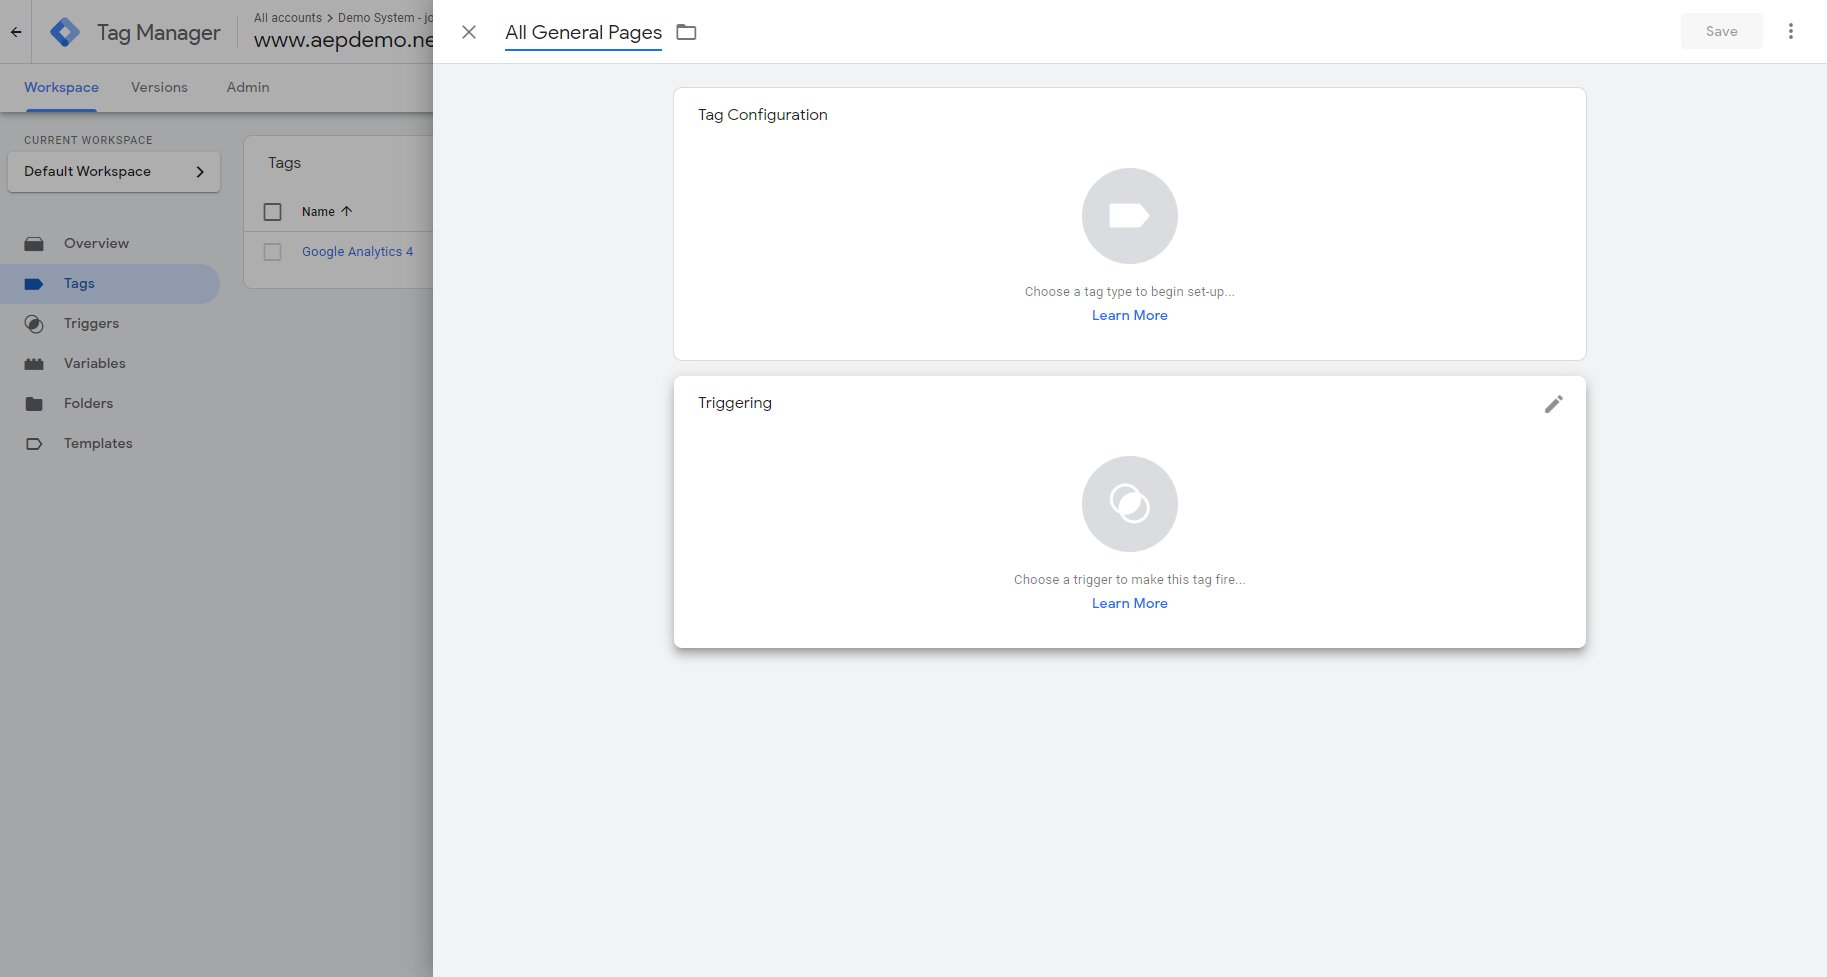 Tag Manager
All accounts > Demo System - jo
www.aepdemo.ne
All General Pages
Save
Workspace
Versions
Admin
CURRENT WORKSPACE
Default Workspace
Overview
Tags
Triggers
Variables
Folders
Templates
Tags
Name
Google Analytics 4
Tag Configuration
Choose a tag type to begin set-up...
Learn More
Triggering
Choose a trigger to make this tag fire...
Learn More